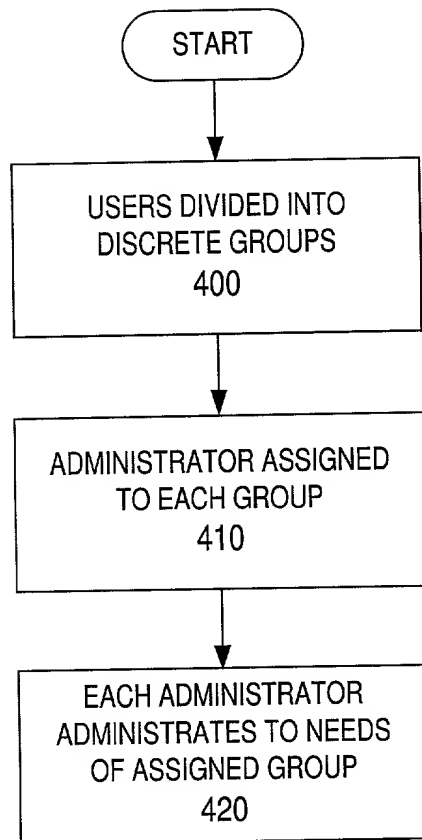 START
USERS DIVIDED INTO
DISCRETE GROUPS
400
ADMINISTRATOR ASSIGNED
TO EACH GROUP
410
EACH ADMINISTRATOR
ADMINISTRATES TO NEEDS
OF ASSIGNED GROUP
420